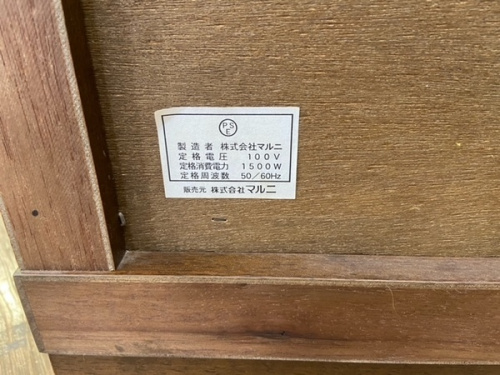 PSE
製造者 株式会社マルニ
定格電圧 100V
定格消費電力 1500W
定格周波数 50/60Hz
販売元 株式会社マルニ